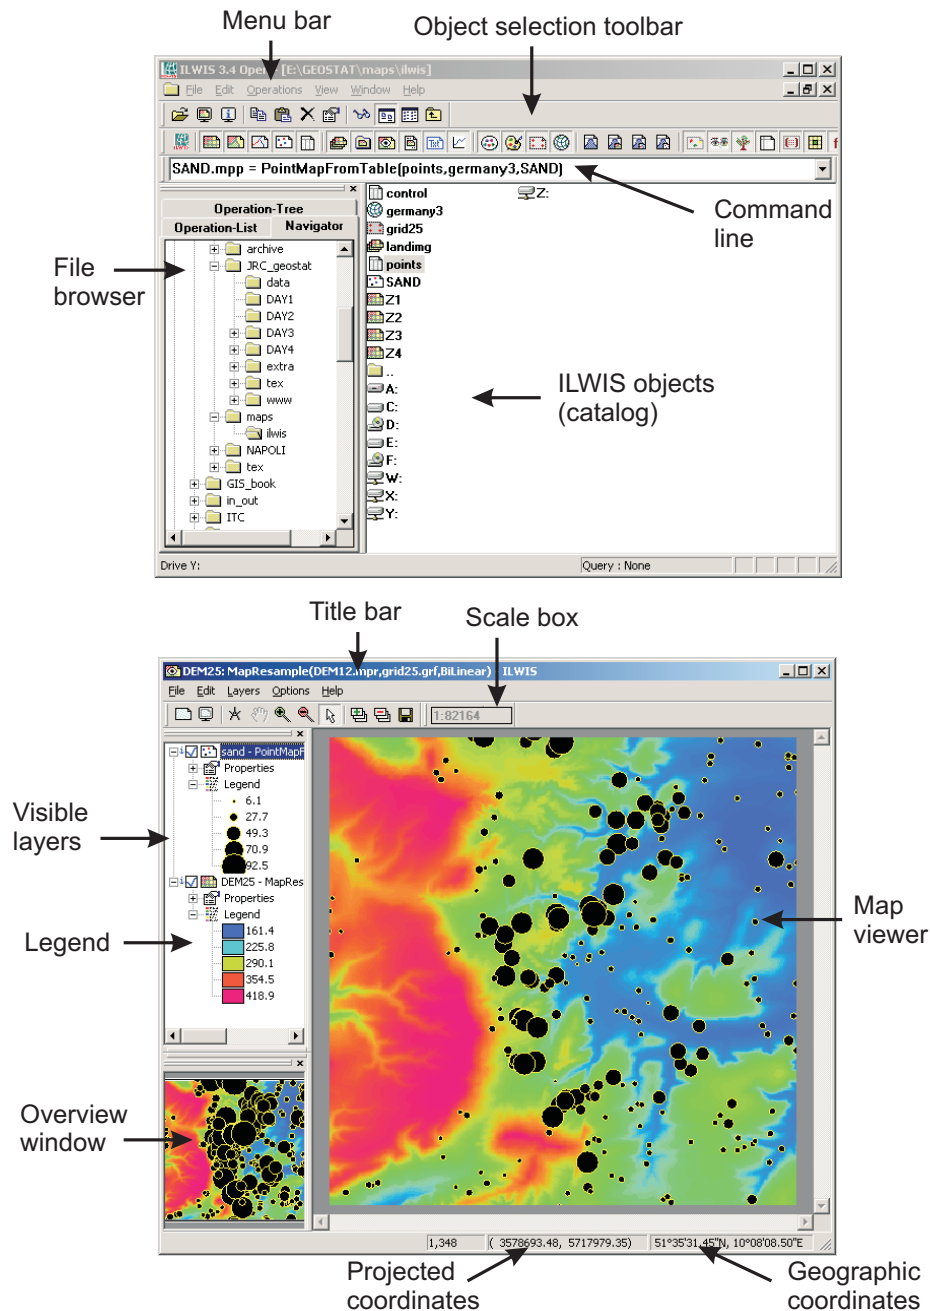 Menu bar
Object selection toolbar
ILWIS 3.4 Open - [E:\GEOSTAT\maps\ilwis]
File Edit Operations View Window Help
SAND.mpp = PointMapFromTable(points,germany3,SAND)
Operation-Tree
Operation-List Navigator
archive
JRC_geostat
data
DAY1
DAY2
DAY3
DAY4
extra
tex
www
maps
ilwis
NAPOLI
tex
GIS_book
in_out
ITC
control
germany3
grid25
landimg
points
SAND
Z1
Z2
Z3
Z4
..
A:
C:
D:
E:
F:
W:
X:
Y:
Z:
Command
line
File
browser
ILWIS objects
(catalog)
Drive Y:
Query : None
Title bar
Scale box
DEM25: MapResample(DEM12.mpr,grid25.grf,BiLinear) - ILWIS
File Edit Layers Options Help
1:82164
sand - PointMapF
Properties
Legend
6.1
27.7
49.3
70.9
92.5
DEM25 - MapRes
Properties
Legend
161.4
225.8
290.1
354.5
418.9
Visible
layers
Legend
Map
viewer
Overview
window
1,348
( 3578693.48, 5717979.35)
51°35'31.45"N, 10°08'08.50"E
Projected
coordinates
Geographic
coordinates